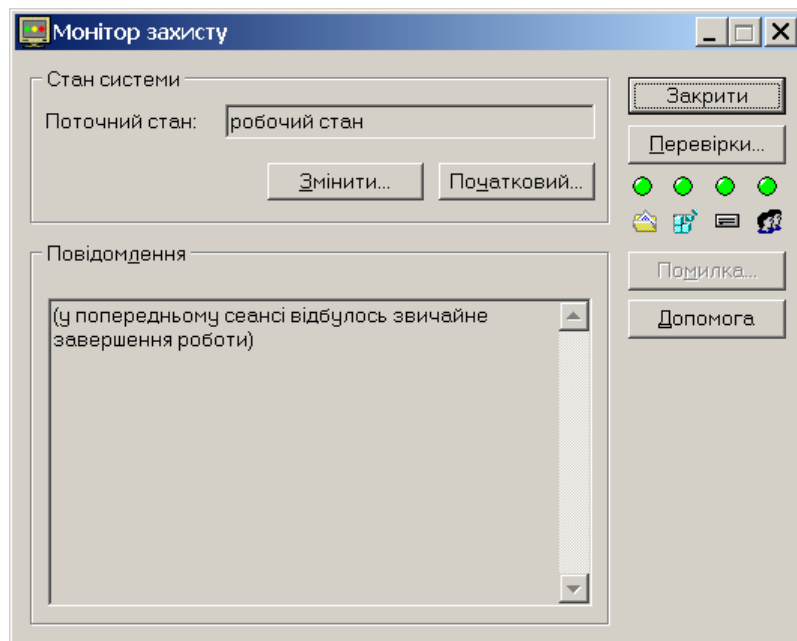 Монітор захисту
Стан системи
Поточний стан: робочий стан
Змінити... Початковий...
Повідомлення
(у попередньому сеансі відбулось звичайне
завершення роботи)
Закрити
Перевірки...
Помилка...
Допомога